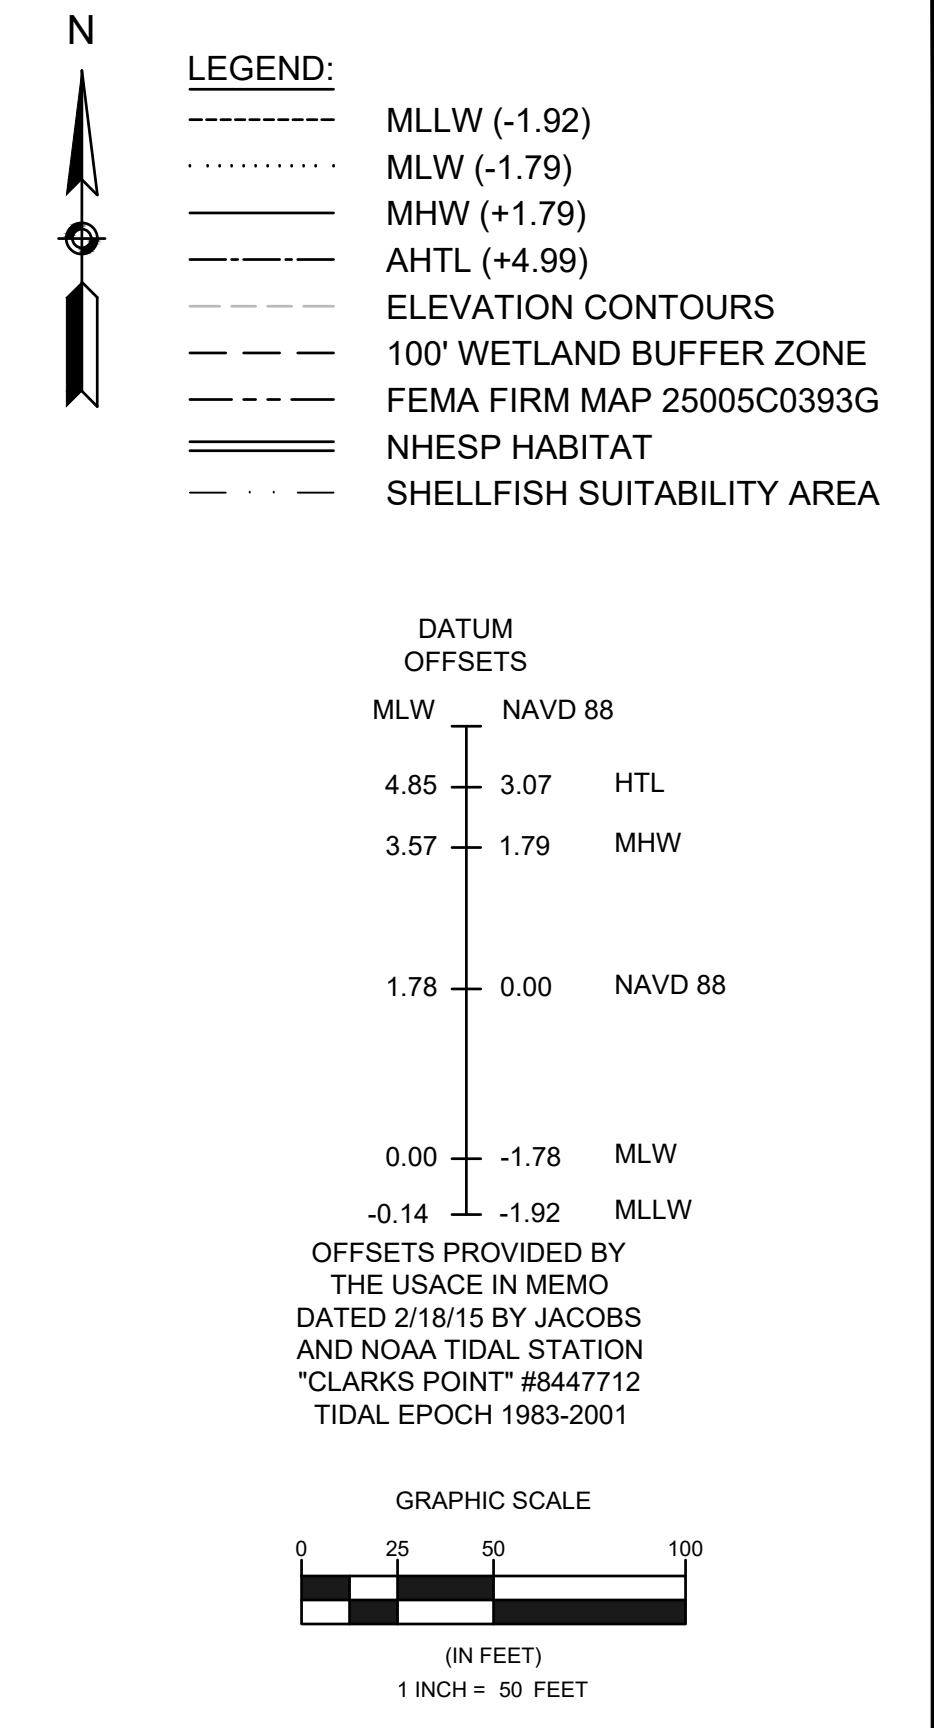 N
LEGEND:
MLLW (-1.92)
MLW (-1.79)
MHW (+1.79)
AHTL (+4.99)
ELEVATION CONTOURS
100' WETLAND BUFFER ZONE
FEMA FIRM MAP 25005C0393G
NHESP HABITAT
SHELLFISH SUITABILITY AREA
DATUM
OFFSETS
MLW NAVD 88
4.85 3.07 HTL
3.57 1.79 MHW
1.78 0.00 NAVD 88
0.00 -1.78 MLW
-0.14 -1.92 MLLW
OFFSETS PROVIDED BY
THE USACE IN MEMO
DATED 2/18/15 BY JACOBS
AND NOAA TIDAL STATION
"CLARKS POINT" #8447712
TIDAL EPOCH 1983-2001
GRAPHIC SCALE
0 25 50 100
(IN FEET)
1 INCH = 50 FEET